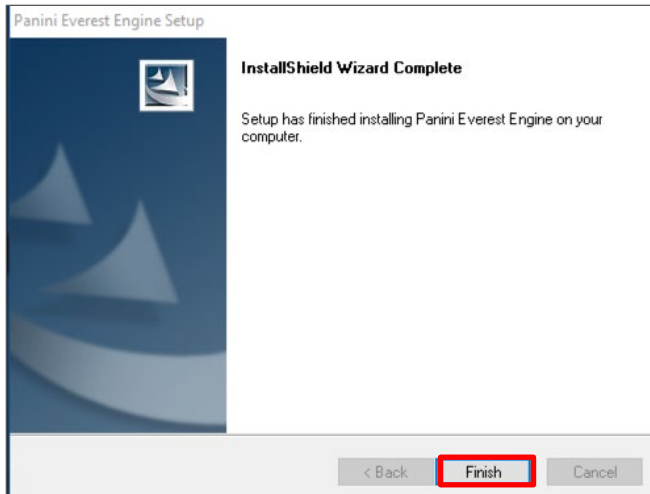 Panini Everest Engine Setup
InstallShield Wizard Complete
Setup has finished installing Panini Everest Engine on your
computer.
< Back
Finish
Cancel